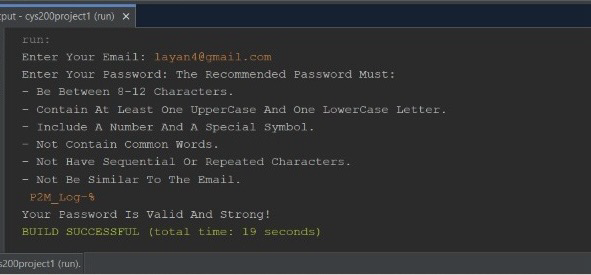 tput - cys200project1 (run) ×
run:
Enter Your Email: layan4@gmail.com
Enter Your Password: The Recommended Password Must:
- Be Between 8-12 Characters.
- Contain At Least One UpperCase And One LowerCase Letter.
- Include A Number And A Special Symbol.
- Not Contain Common Words.
- Not Have Sequential Or Repeated Characters.
- Not Be Similar To The Email.
P2M_Log-%
Your Password Is Valid And Strong!
BUILD SUCCESSFUL (total time: 19 seconds)
s200project1 (run).